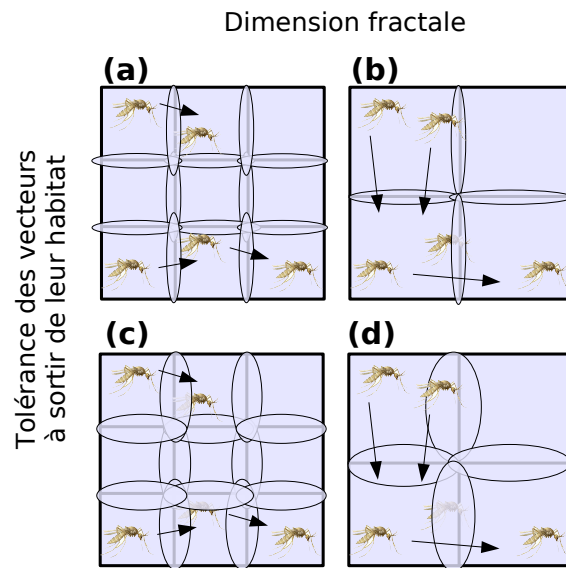 Dimension fractale
(a)
(b)
Tolérance des vecteurs
à sortir de leur habitat
(c)
(d)